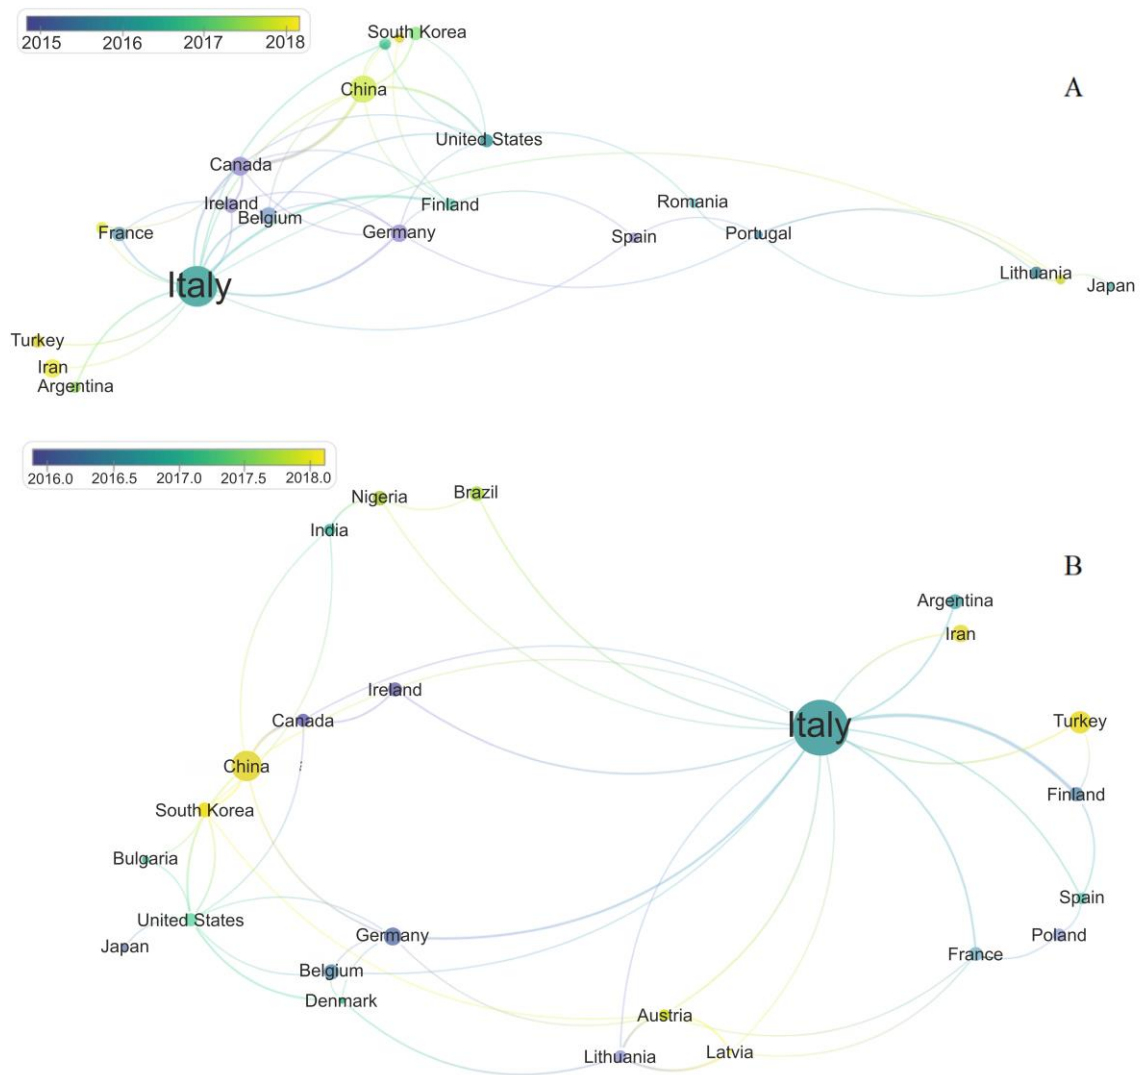 2015 2016 2017 2018
South Korea
China
A
United States
Canada
Ireland
Belgium
Finland
Romania
France
Germany
Spain
Portugal
Italy
Lithuania
Japan
Turkey
Iran
Argentina
2016.0 2016.5 2017.0 2017.5 2018.0
Nigeria
Brazil
India
B
Argentina
Iran
Ireland
Canada
Italy
Turkey
China
South Korea
Finland
Bulgaria
Spain
United States
Germany
Poland
Japan
France
Belgium
Denmark
Austria
Lithuania
Latvia